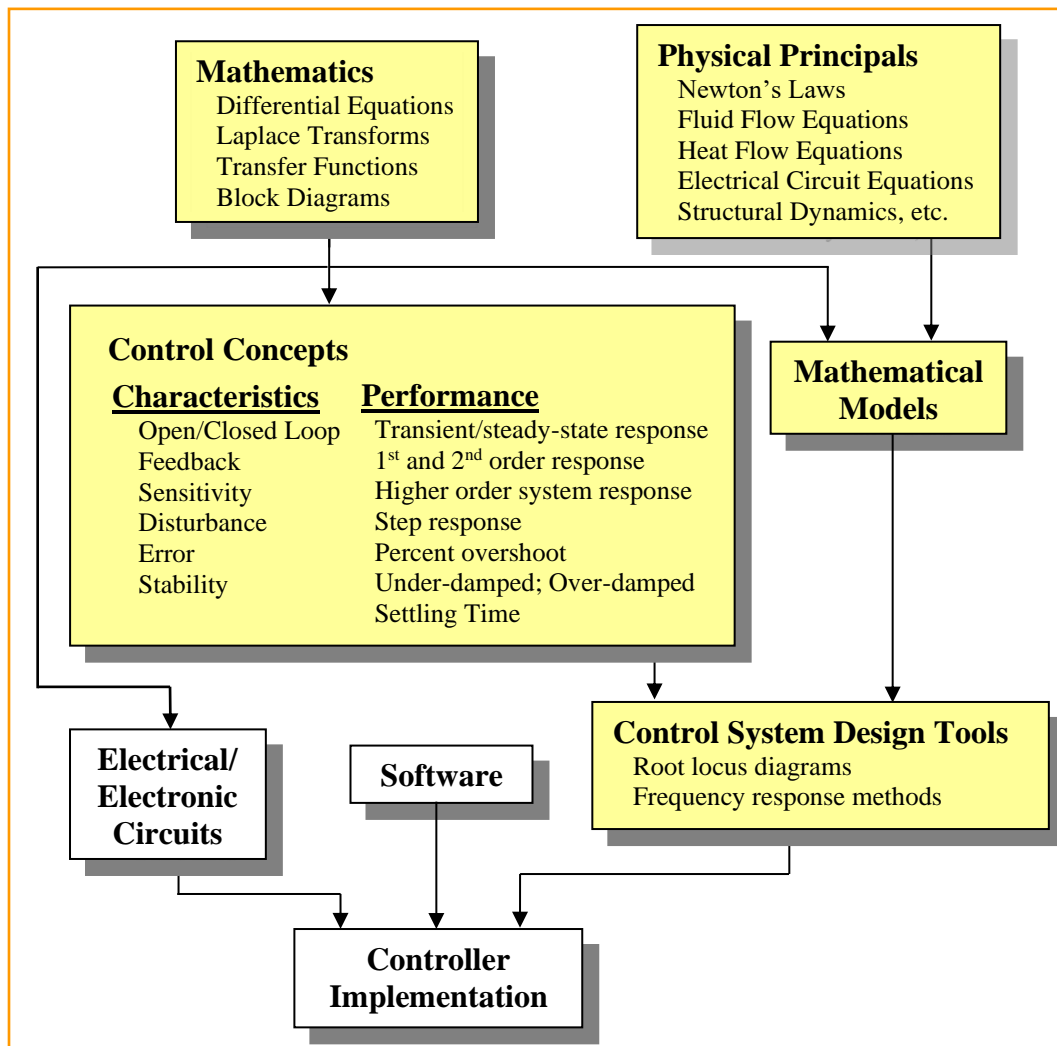 Mathematics
Differential Equations
Laplace Transforms
Transfer Functions
Block Diagrams
Physical Principals
Newton’s Laws
Fluid Flow Equations
Heat Flow Equations
Electrical Circuit Equations
Structural Dynamics, etc.
Control Concepts
Characteristics
Open/Closed Loop
Feedback
Sensitivity
Disturbance
Error
Stability
Performance
Transient/steady-state response
1st and 2nd order response
Higher order system response
Step response
Percent overshoot
Under-damped; Over-damped
Settling Time
Mathematical
Models
Electrical/
Electronic
Circuits
Software
Control System Design Tools
Root locus diagrams
Frequency response methods
Controller
Implementation